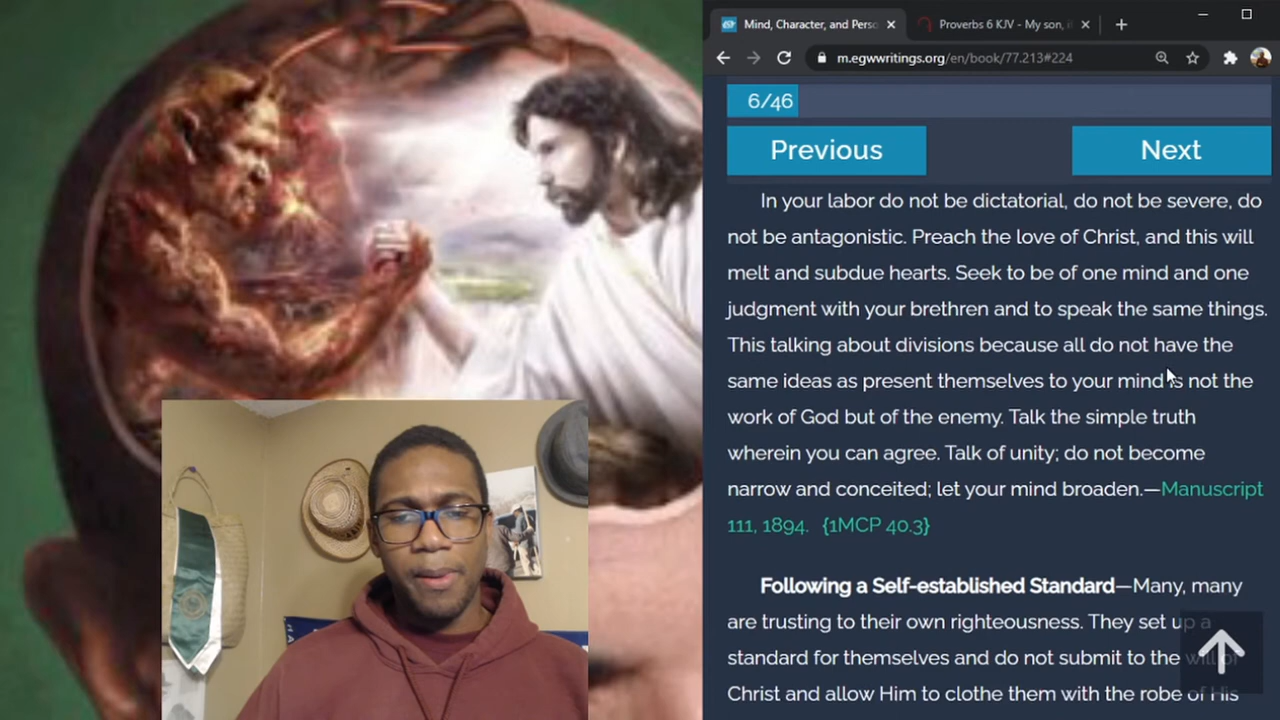 Mind, Character, and Perso
Proverbs 6 KJV - My son, i
m.egwwritings.org/en/book/77.213#224
6/46
Previous
Next
In your labor do not be dictatorial, do not be severe, do
not be antagonistic. Preach the love of Christ, and this will
melt and subdue hearts. Seek to be of one mind and one
judgment with your brethren and to speak the same things.
This talking about divisions because all do not have the
same ideas as present themselves to your mind is not the
work of God but of the enemy. Talk the simple truth
wherein you can agree. Talk of unity; do not become
narrow and conceited; let your mind broaden.—Manuscript
111, 1894. {1MCP 40.3}
Following a Self-established Standard—Many, many
are trusting to their own righteousness. They set up a
standard for themselves and do not submit to the will of
Christ and allow Him to clothe them with the robe of His